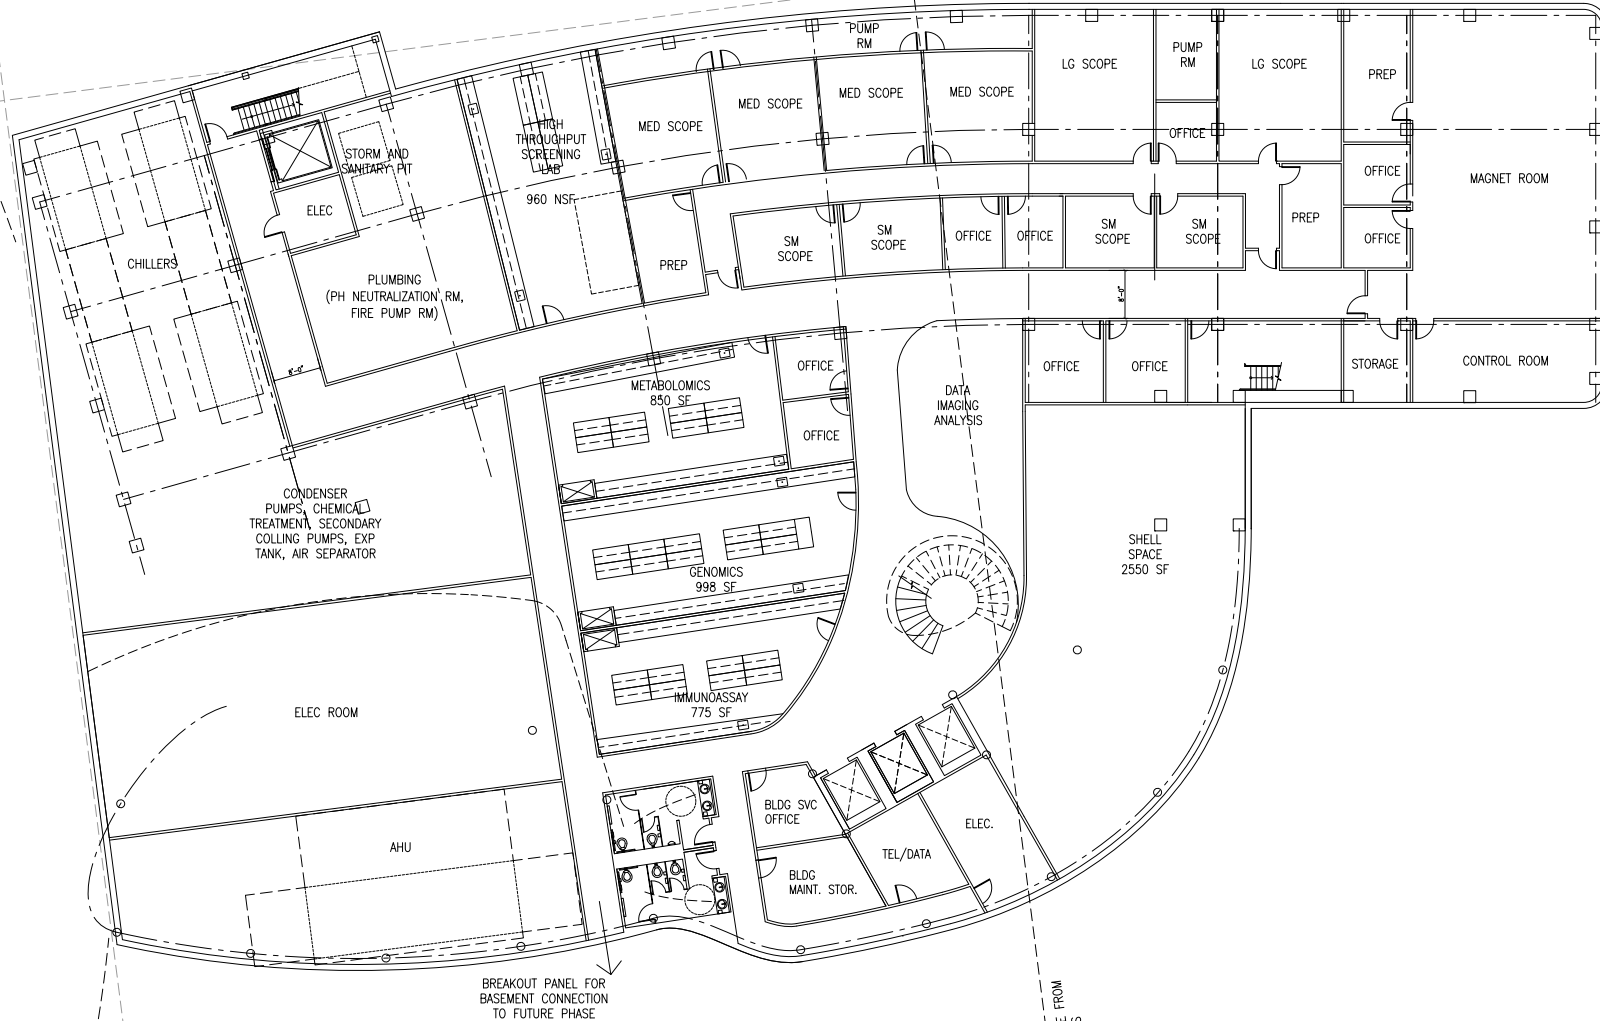 PUMP
RM
PUMP
RM
LG SCOPE
LG SCOPE
PREP
MED SCOPE
MED SCOPE
MED SCOPE
MED SCOPE
OFFICE
HIGH
THROUGHPUT
SCREENING
LAB
960 NSF
STORM AND
SANITARY PIT
ELEC
OFFICE
MAGNET ROOM
PREP
OFFICE
SM
SCOPE
SM
SCOPE
OFFICE
OFFICE
SM
SCOPE
SM
SCOPE
PREP
CHILLERS
PLUMBING
(PH NEUTRALIZATION RM,
FIRE PUMP RM)
8'-0"
8'-0"
OFFICE
OFFICE
OFFICE
STORAGE
CONTROL ROOM
METABOLOMICS
850 SF
OFFICE
DATA
IMAGING
ANALYSIS
CONDENSER
PUMPS, CHEMICAL
TREATMENT, SECONDARY
COLLING PUMPS, EXP
TANK, AIR SEPARATOR
GENOMICS
998 SF
SHELL
SPACE
2550 SF
IMMUNOASSAY
775 SF
ELEC ROOM
BLDG SVC
OFFICE
ELEC.
AHU
TEL/DATA
BLDG
MAINT. STOR.
BREAKOUT PANEL FOR
BASEMENT CONNECTION
TO FUTURE PHASE
FROM